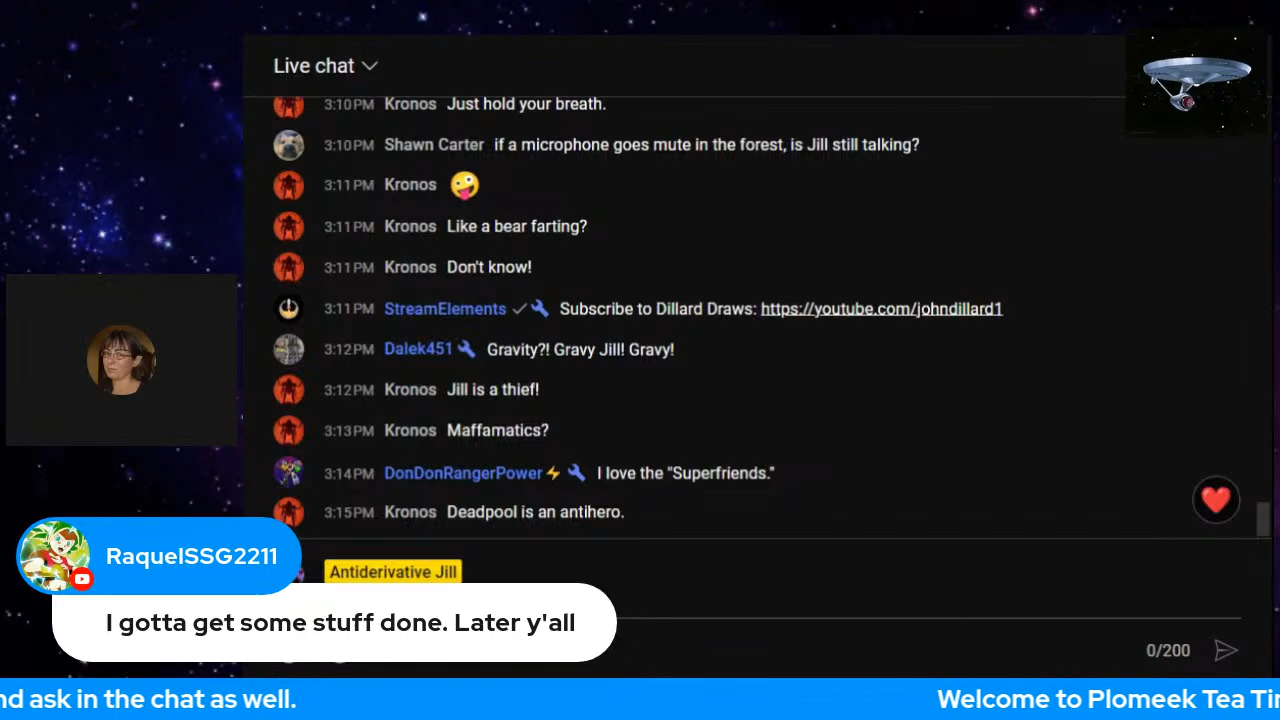 Live chat
3:10 PM Kronos Just hold your breath.
3:10 PM Shawn Carter if a microphone goes mute in the forest, is Jill still talking?
3:11 PM Kronos 🤪
3:11 PM Kronos Like a bear farting?
3:11 PM Kronos Don't know!
3:11 PM StreamElements Subscribe to Dillard Draws: https://youtube.com/johndillard1
3:12 PM Dalek451 Gravity?! Gravy Jill! Gravy!
3:12 PM Kronos Jill is a thief!
3:13 PM Kronos Maffamatics?
3:14 PM DonDonRangerPower I love the "Superfriends."
3:15 PM Kronos Deadpool is an antihero.
RaquelSSG2211
Antiderivative Jill
I gotta get some stuff done. Later y'all
0/200
nd ask in the chat as well. Welcome to Plomeek Tea Ti